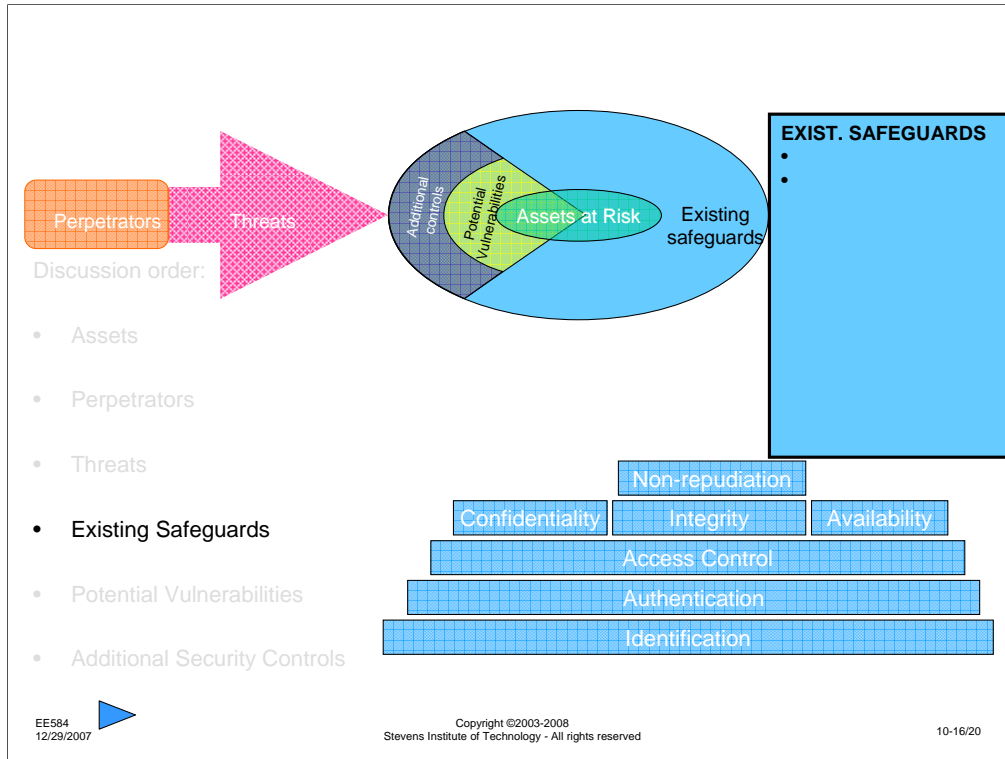 EXIST. SAFEGUARDS
•
•
Perpetrators
Threats
Additional
controls
Potential
Vulnerabilities
Assets at Risk
Existing
safeguards
Discussion order:
• Assets
• Perpetrators
• Threats
• Existing Safeguards
• Potential Vulnerabilities
• Additional Security Controls
Non-repudiation
Confidentiality
Integrity
Availability
Access Control
Authentication
Identification
EE584
12/29/2007
Copyright ©2003-2008
Stevens Institute of Technology - All rights reserved
10-16/20